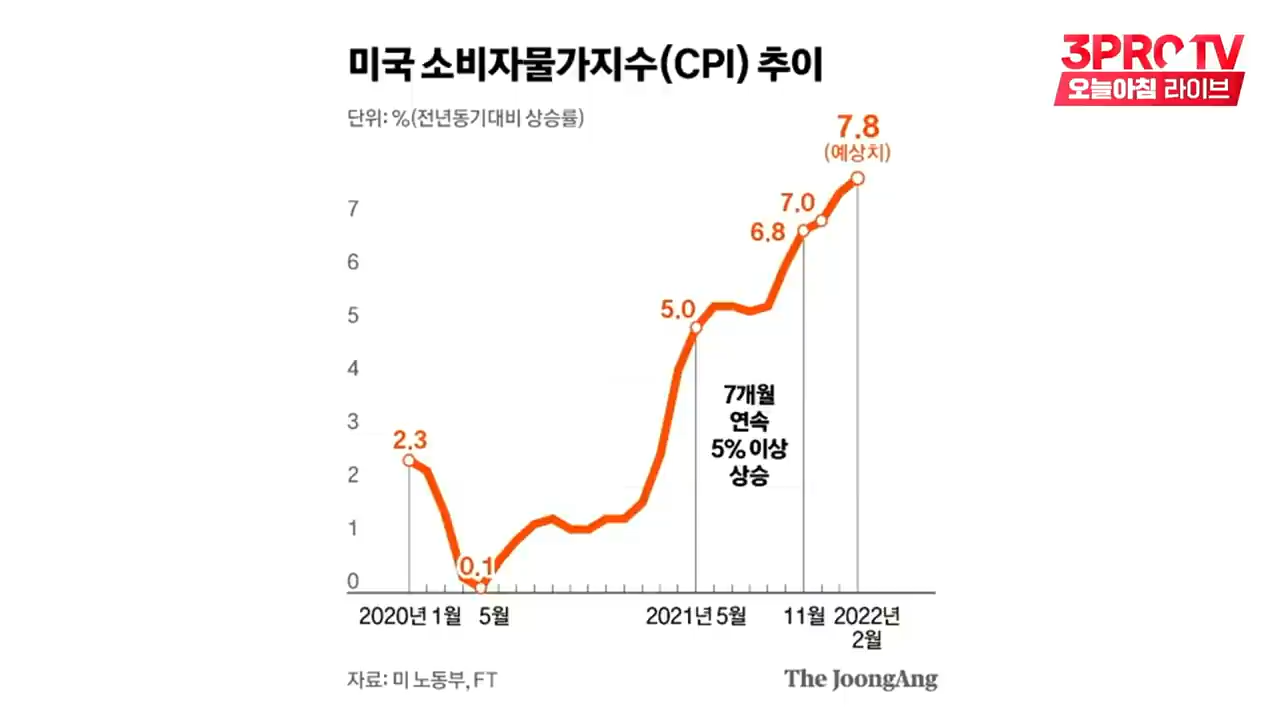 미국 소비자물가지수(CPI) 추이
3PRO TV
오늘아침 라이브
단위: %(전년동기대비 상승률)
7.8
(예상치)
7.0
6.8
5.0
2.3
0.1
7
6
5
4
3
2
1
0
7개월
연속
5% 이상
상승
2020년 1월 5월 2021년 5월 11월 2022년
2월
자료: 미 노동부, FT
The JoongAng